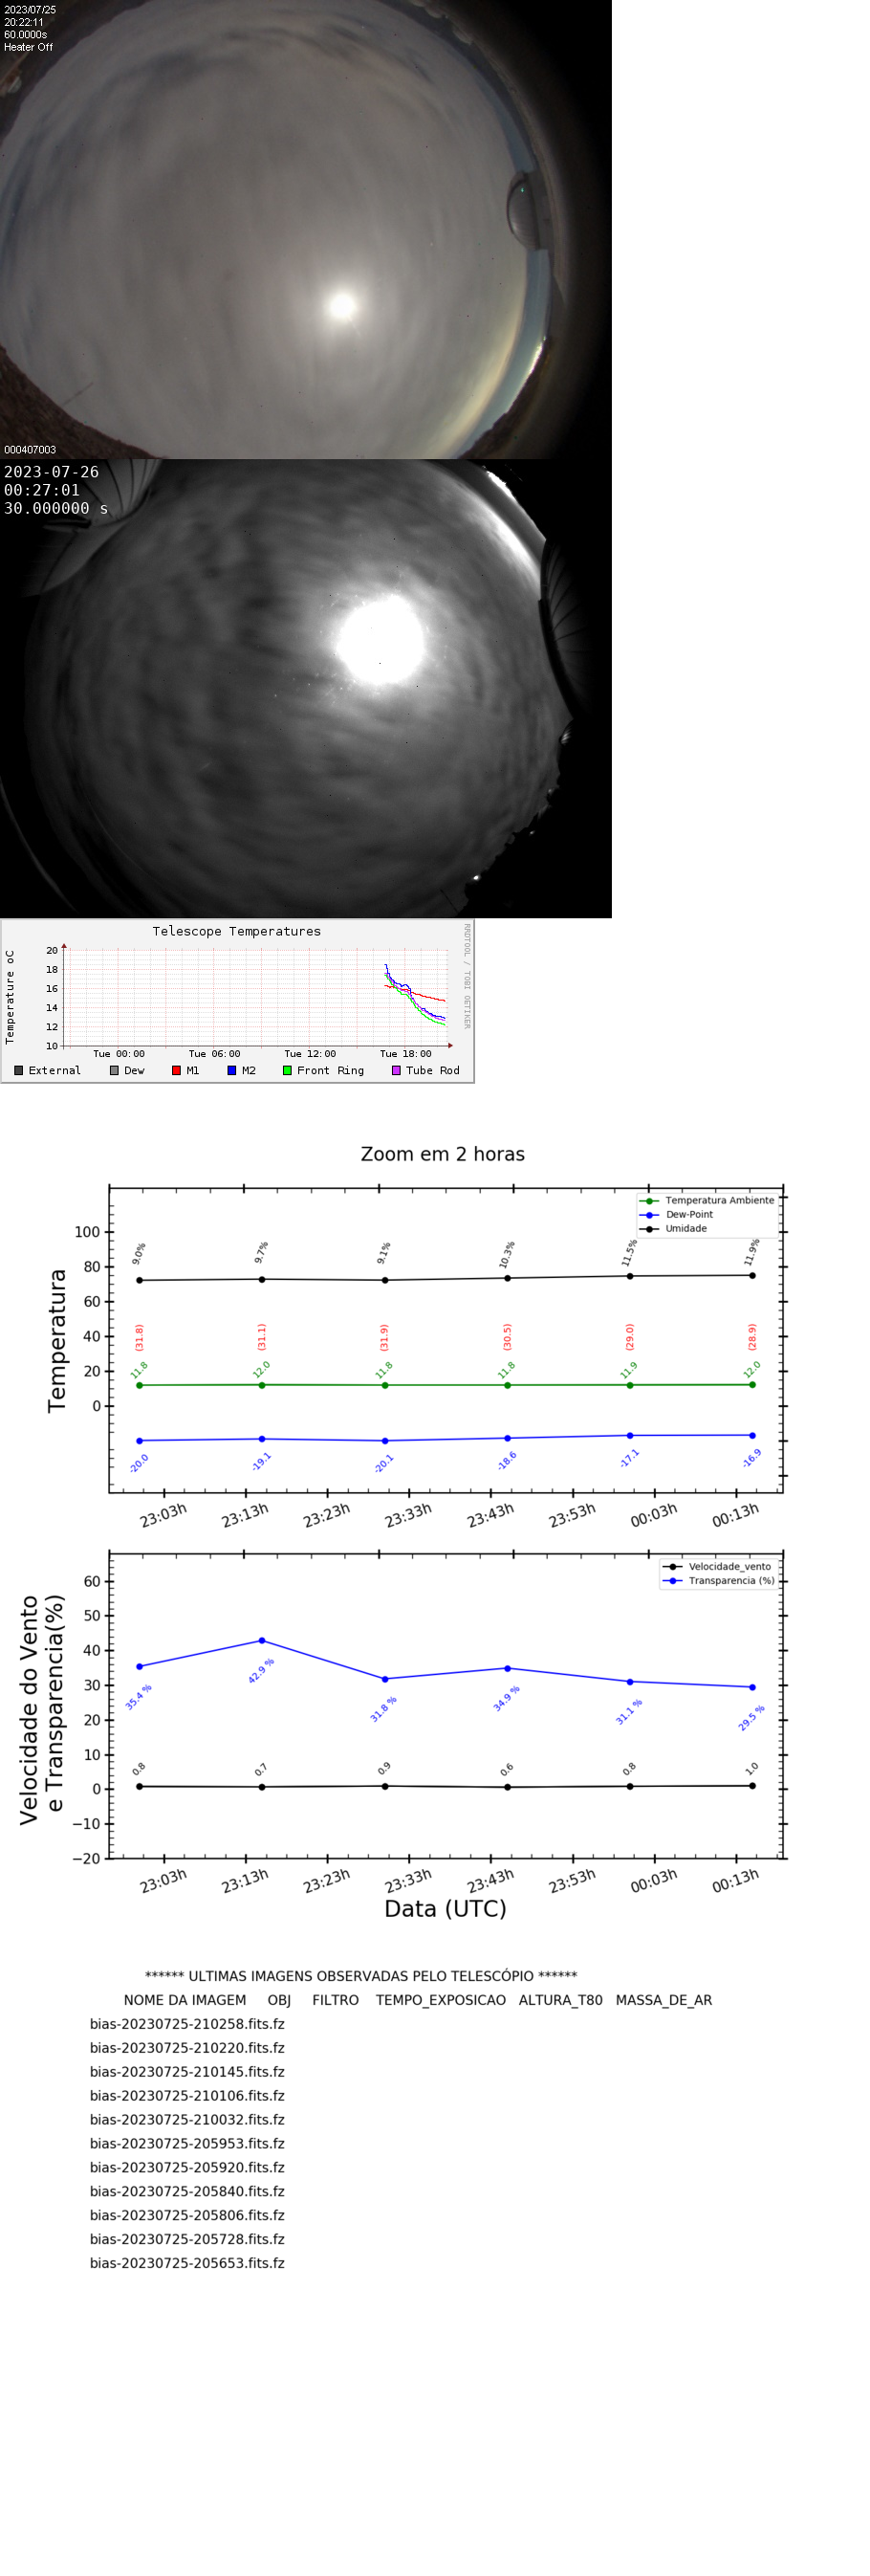 2023/07/25
20:22:11
60.0000s
Heater Off
000407003
2023-07-26
00:27:01
30.000000 s
Telescope Temperatures
RRDTOOL / TOBI OETIKER
Temperature oC
20
18
16
14
12
10
Tue 00:00 Tue 06:00 Tue 12:00 Tue 18:00
External Dew M1 M2 Front Ring Tube Rod
Zoom em 2 horas
Temperatura
Temperatura Ambiente
Dew-Point
Umidade
100
80
60
40
20
0
9.0% 9.7% 9.1% 10.3% 11.5% 11.9%
(31.8) (31.1) (31.9) (30.5) (29.0) (28.9)
11.8 12.0 11.8 11.8 11.9 12.0
-20.0 -19.1 -20.1 -18.6 -17.1 -16.9
23:03h 23:13h 23:23h 23:33h 23:43h 23:53h 00:03h 00:13h
Velocidade do Vento
e Transparencia(%)
Velocidade_vento
Transparencia (%)
60
50
40
30
20
10
0
−10
−20
35.4 % 42.9 % 31.8 % 34.9 % 31.1 % 29.5 %
0.8 0.7 0.9 0.6 0.8 1.0
23:03h 23:13h 23:23h 23:33h 23:43h 23:53h 00:03h 00:13h
Data (UTC)
****** ULTIMAS IMAGENS OBSERVADAS PELO TELESCÓPIO ******
NOME DA IMAGEM OBJ FILTRO TEMPO_EXPOSICAO ALTURA_T80 MASSA_DE_AR
bias-20230725-210258.fits.fz
bias-20230725-210220.fits.fz
bias-20230725-210145.fits.fz
bias-20230725-210106.fits.fz
bias-20230725-210032.fits.fz
bias-20230725-205953.fits.fz
bias-20230725-205920.fits.fz
bias-20230725-205840.fits.fz
bias-20230725-205806.fits.fz
bias-20230725-205728.fits.fz
bias-20230725-205653.fits.fz